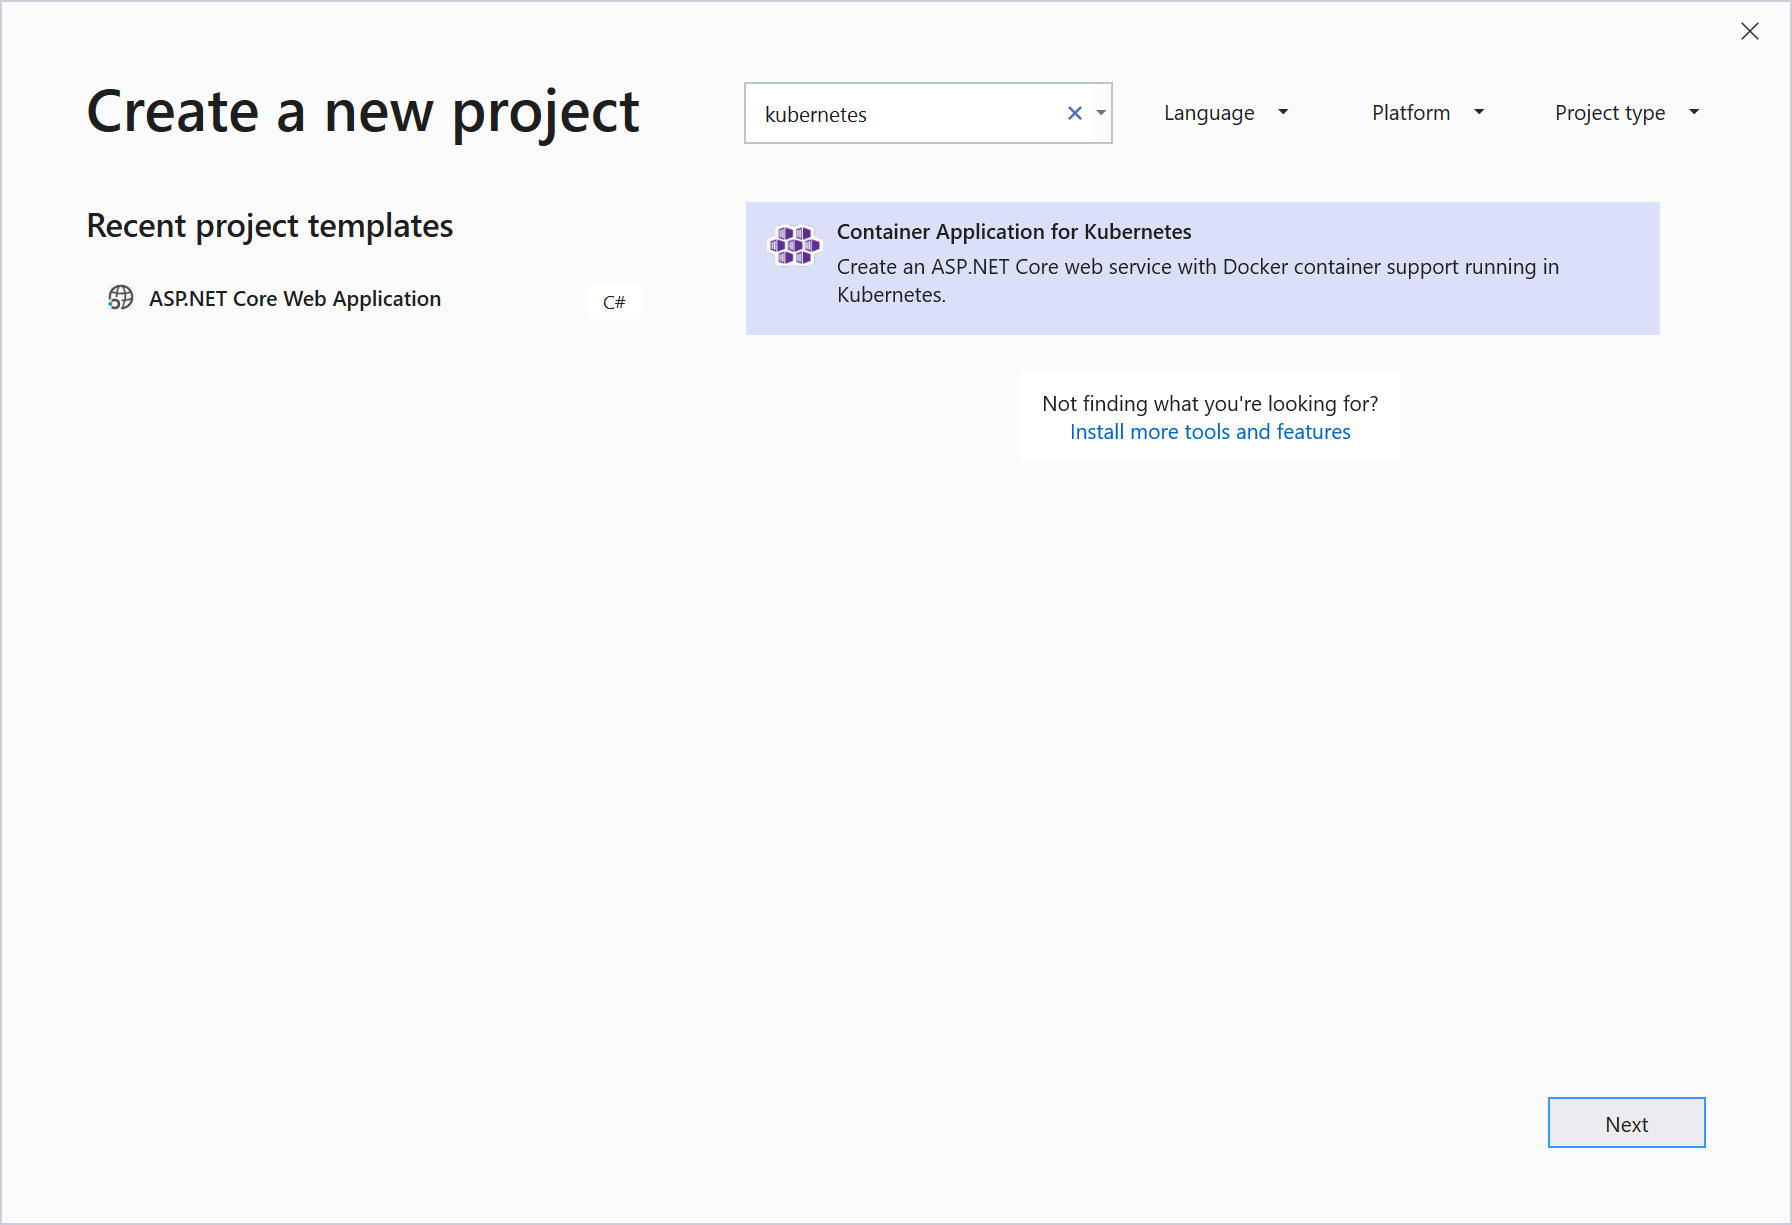 Create a new project
kubernetes
Language
Platform
Project type
Recent project templates
ASP.NET Core Web Application
C#
Container Application for Kubernetes
Create an ASP.NET Core web service with Docker container support running in
Kubernetes.
Not finding what you're looking for?
Install more tools and features
Next